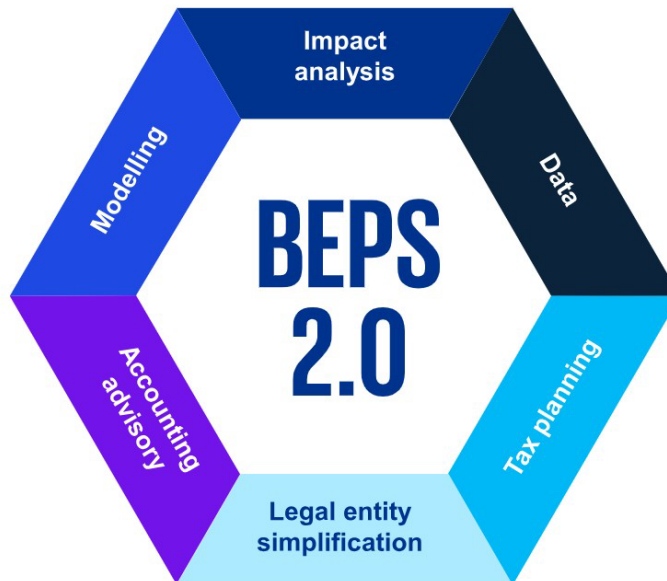 Impact
analysis
Data
Tax planning
Legal entity
simplification
Accounting
advisory
Modelling
BEPS
2.0